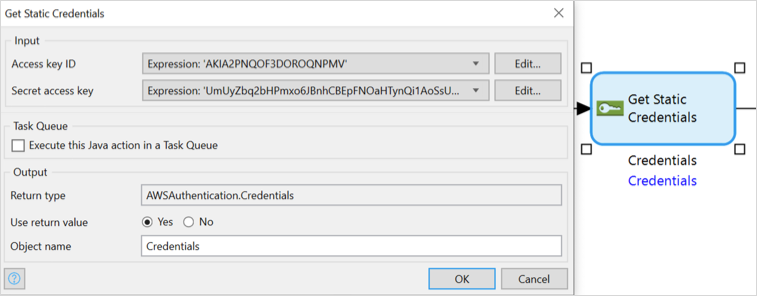 Get Static Credentials
Input
Access key ID
Expression: 'AKIA2PNQOF3DOROQNPMV'
Edit...
Secret access key
Expression: 'UmUyZbq2bHPmxo6JBnhCBEpFNOaHTynQi1AoSsU...
Edit...
Task Queue
Execute this Java action in a Task Queue
Output
Return type
AWSAuthentication.Credentials
Use return value
Yes
No
Object name
Credentials
OK
Cancel
Get Static
Credentials
Credentials
Credentials